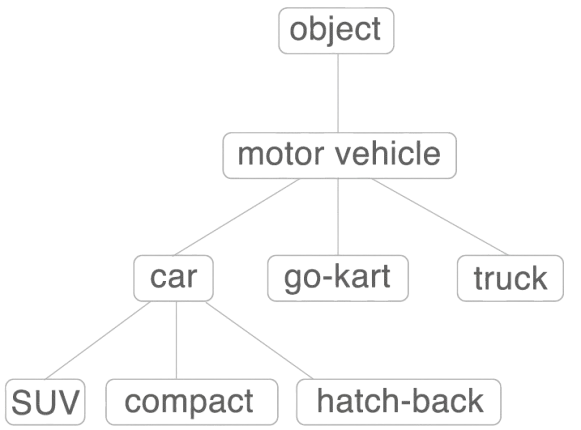 object
motor vehicle
car
go-kart
truck
SUV
compact
hatch-back